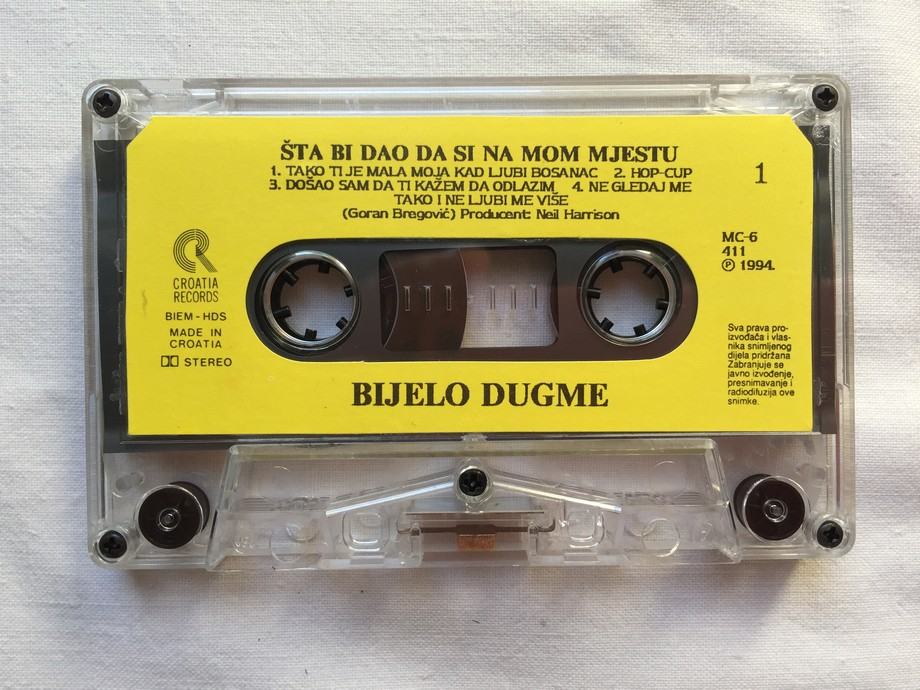 ŠTA BI DAO DA SI NA MOM MJESTU
1. TAKO TI JE MALA MOJA KAD LJUBI BOSANAC 2. HOP-CUP
3. DOŠAO SAM DA TI KAŽEM DA ODLAZIM 4. NE GLEDAJ ME
TAKO I NE LJUBI ME VIŠE
(Goran Bregović) Producent: Neil Harrison
1
CROATIA
RECORDS
BIEM - HDS
MADE IN
CROATIA
STEREO
MC-6
411
℗ 1994.
Sva prava pro-
izvođača i vlas-
nika snimljenog
dijela pridržana
Zabranjuje se
javno izvođenje,
presnimavanje i
radiodifuzija ove
snimke.
BIJELO DUGME